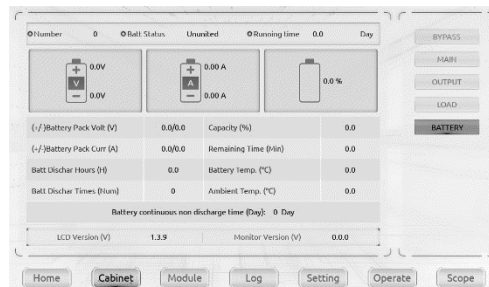 Number 0 Batt Status Ununited Running time 0.0 Day
BYPASS
MAIN
OUTPUT
LOAD
BATTERY
+ 0.0V
V
− 0.0V
+ 0.00 A
A
− 0.00 A
0.0 %
(+/-)Battery Pack Volt (V) 0.0/0.0 Capacity (%) 0.0
(+/-)Battery Pack Curr (A) 0.0/0.0 Remaining Time (Min) 0.0
Batt Dischar Hours (H) 0.0 Battery Temp. (°C) 0.0
Batt Dischar Times (Num) 0 Ambient Temp. (°C) 0.0
Battery continuous non discharge time (Day): 0 Day
LCD Version (V) 1.3.9 Monitor Version (V) 0.0.0
Home Cabinet Module Log Setting Operate Scope